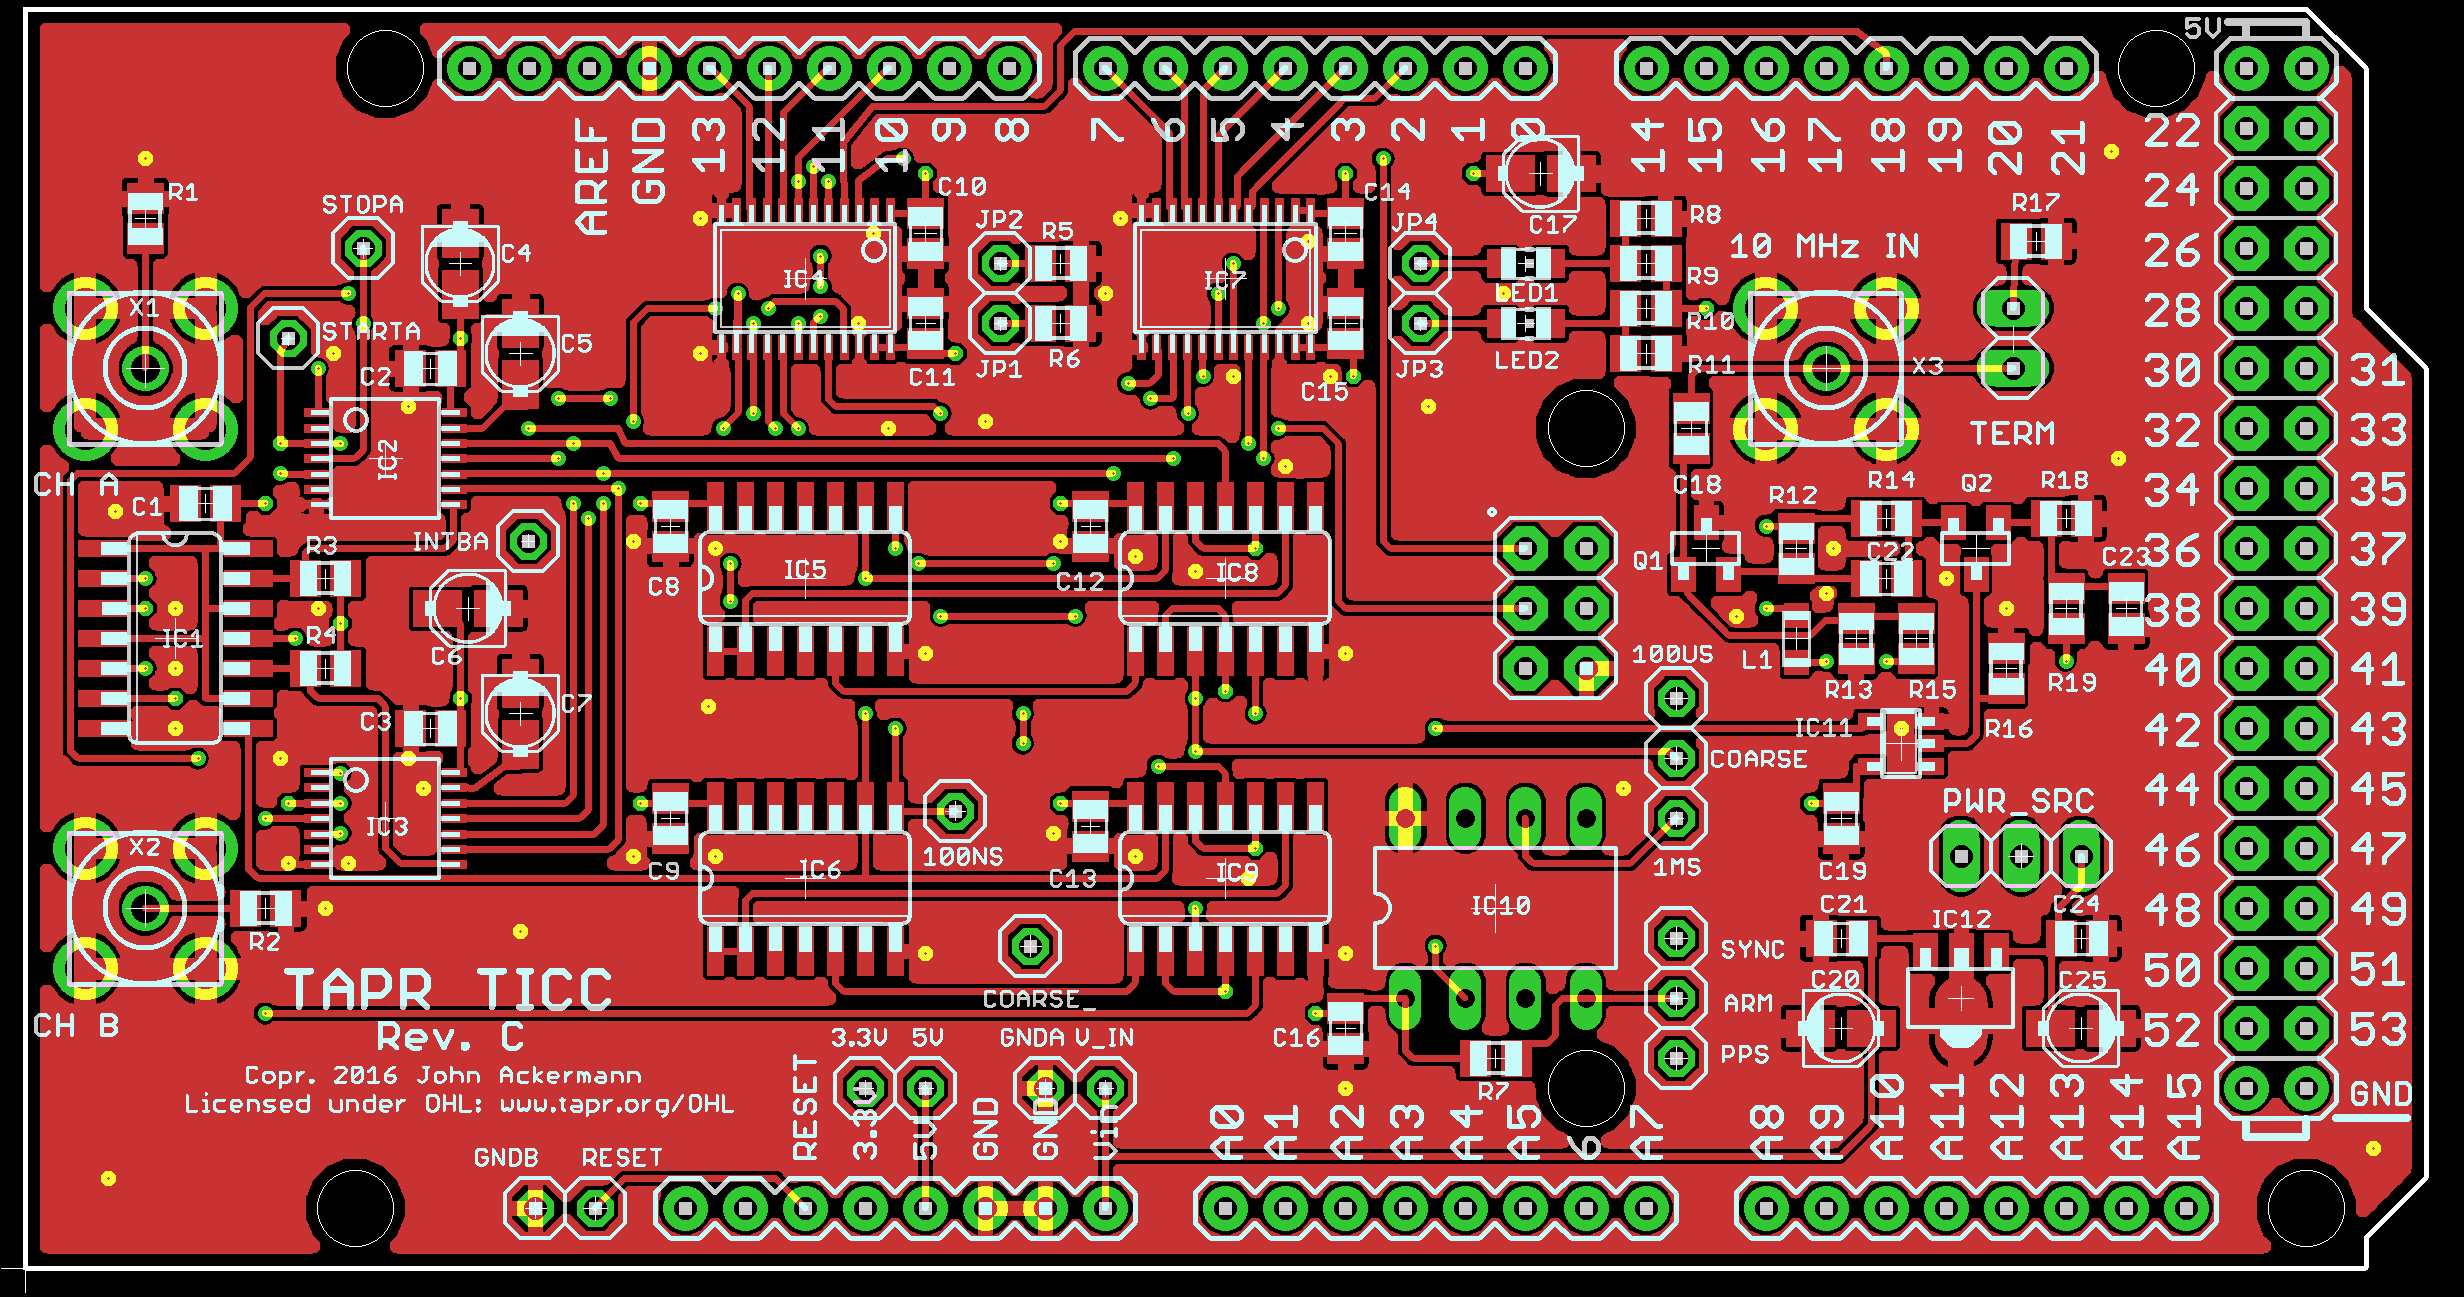 5V
AREF GND 13 12 11 10 9 8 7 6 5 4 3 2 1 0 14 15 16 17 18 19 20 21
22
R1 STOPA C10 C14 C17 R8 R17 24
C4 JP2 R5 JP4 10 MHz IN 26
IC4 IC7 R9
X1 STARTA LED1 28
C5 R10
C2 C11 JP1 R6 C15 JP3 LED2 R11 X3 30 31
IC2 TERM 32 33
CH A C1 C18 R12 R14 Q2 R18 34 35
R3 INTBA Q1 C22 C23 36 37
IC5 C8 C12 IC8
IC1 R4 C6 38 39
L1 100US R13 R15 R19 40 41
C3 C7 IC11 R16 42 43
COARSE
PWR_SRC 44 45
IC3 X2 100NS 46 47
C9 IC6 C13 IC9 1MS C19
R2 IC10 C21 IC12 C24 48 49
SYNC
TAPR TICC C20 C25 50 51
COARSE_ ARM
CH B Rev. C 3.3V 5V GNDA V_IN C16 52 53
PPS
Copr. 2016 John Ackermann R7 GND
Licensed under OHL: www.tapr.org/OHL
RESET 3.3V 5V GND GND Vin A0 A1 A2 A3 A4 A5 6 A7 A8 A9 A10 A11 A12 A13 A14 A15
GNDB RESET